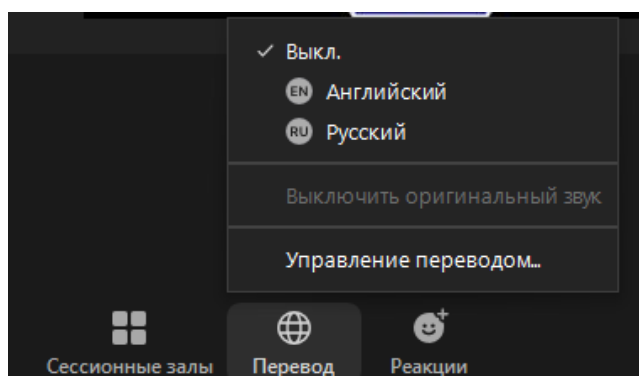 Выкл.
EN Английский
RU Русский
Выключить оригинальный звук
Управление переводом...
Сессионные залы Перевод Реакции